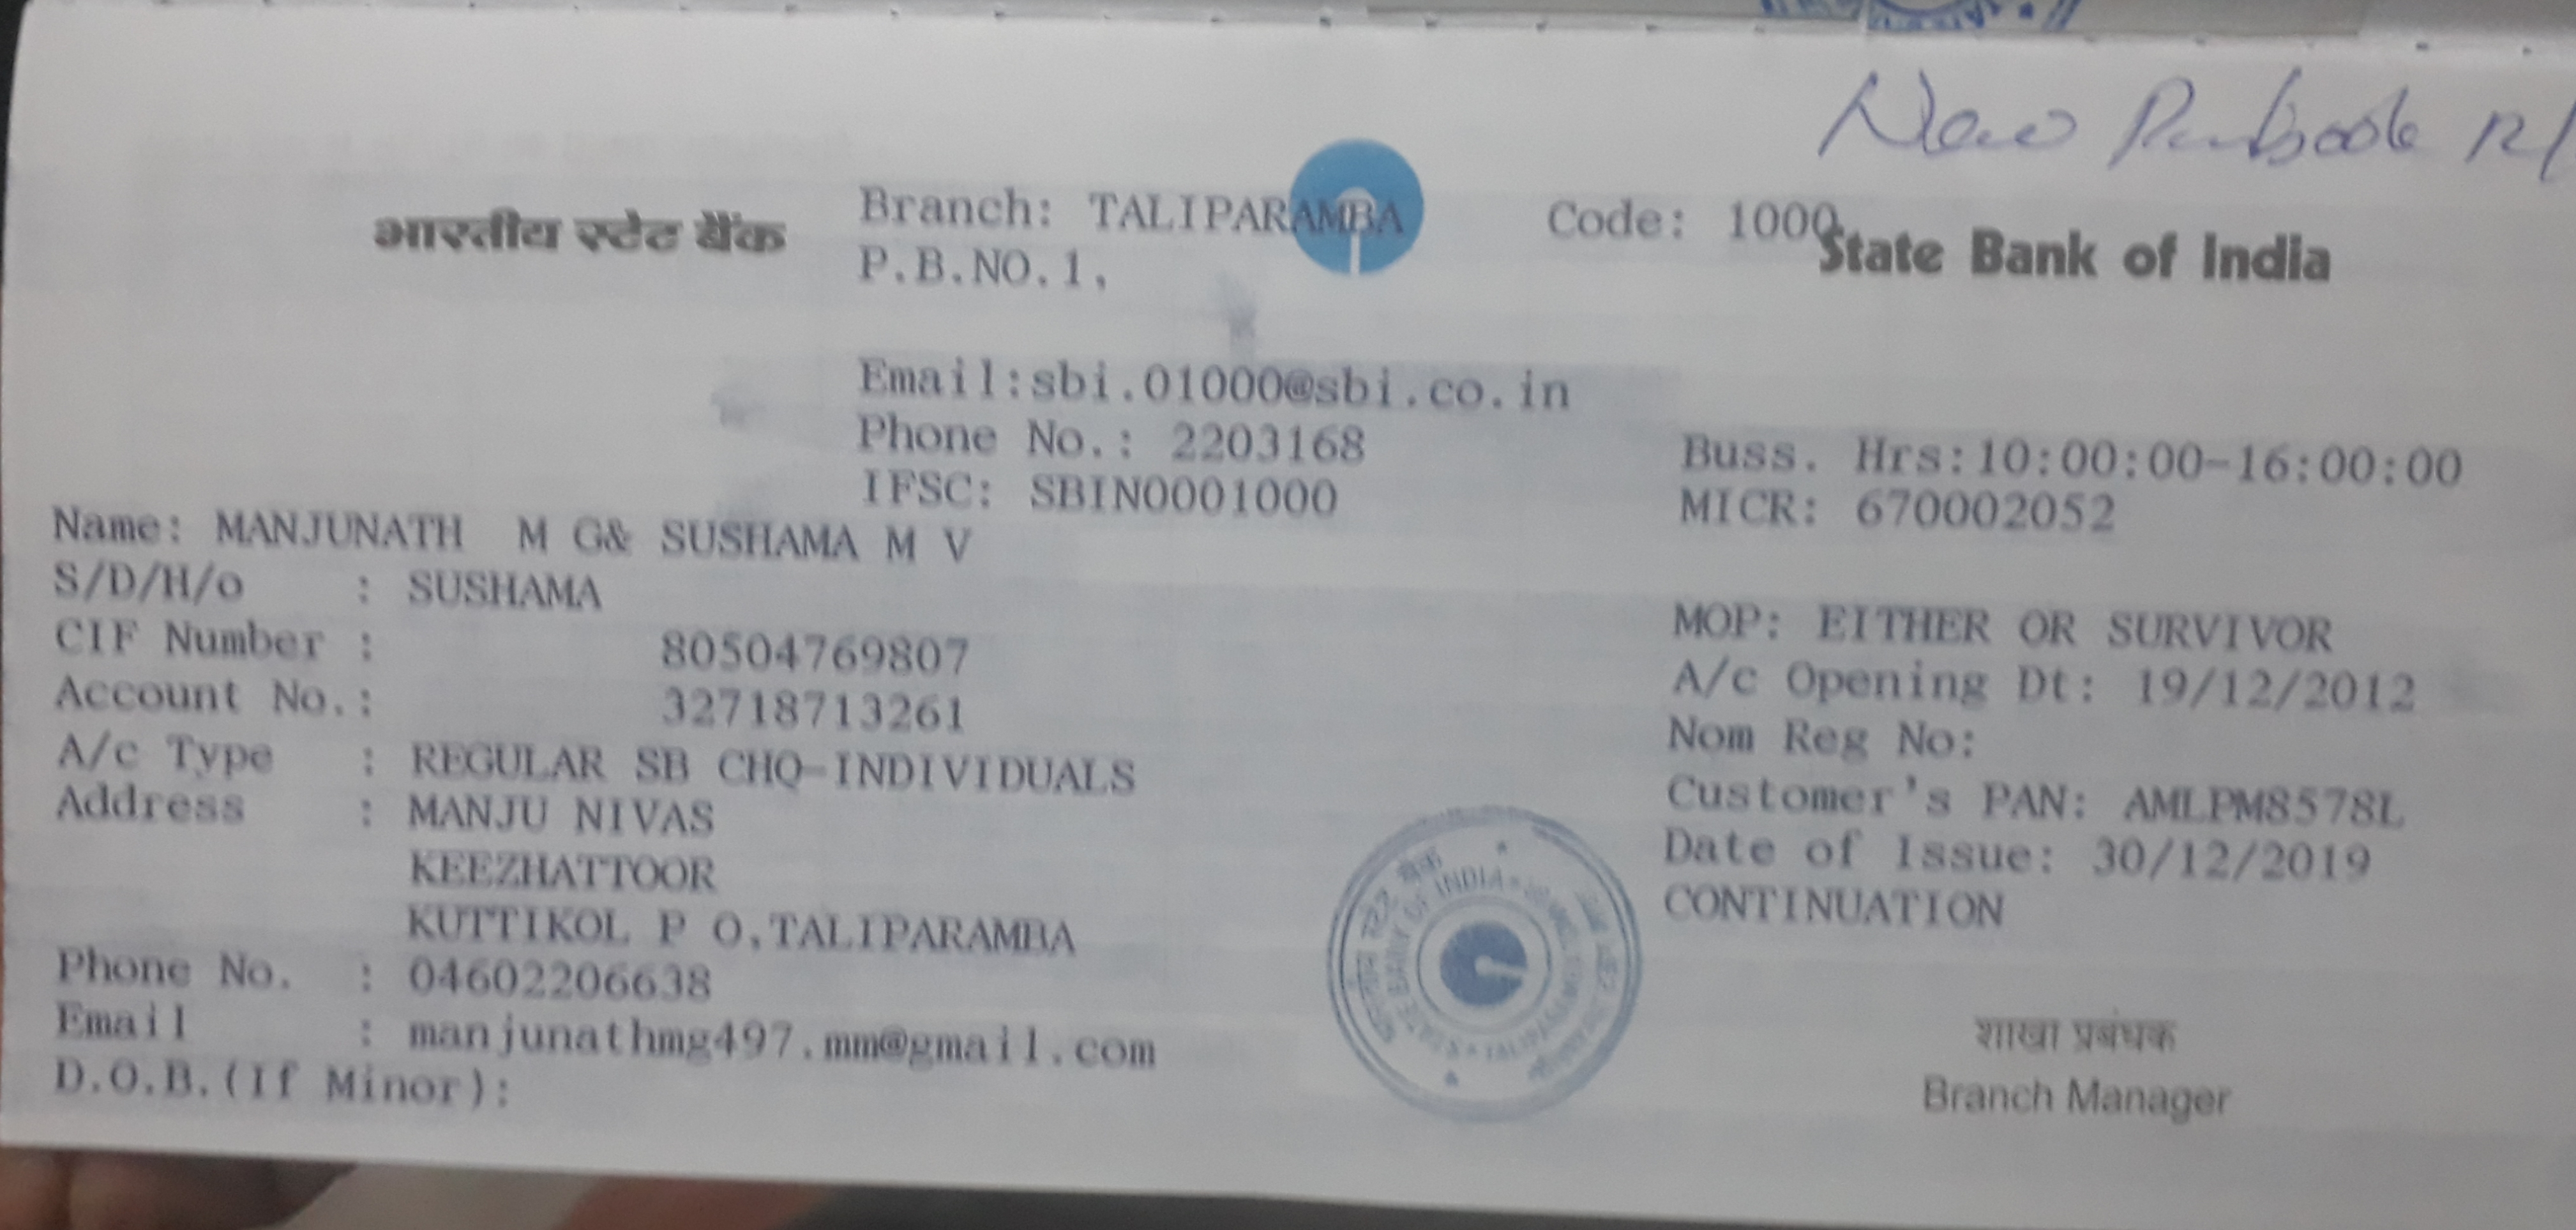 New Passbook
भारतीय स्टेट बैंक
Branch: TALIPARAMBA Code: 1000
State Bank of India
P.B.NO.1,
Email:sbi.01000@sbi.co.in
Phone No.: 2203168 Buss. Hrs:10:00:00-16:00:00
IFSC: SBIN0001000 MICR: 670002052
Name: MANJUNATH M G& SUSHAMA M V
S/D/H/o : SUSHAMA MOP: EITHER OR SURVIVOR
CIF Number : 80504769807 A/c Opening Dt: 19/12/2012
Account No.: 32718713261 Nom Reg No:
A/c Type : REGULAR SB CHQ-INDIVIDUALS Customer's PAN: AMLPM8578L
Address : MANJU NIVAS Date of Issue: 30/12/2019
KEEZHATTOOR CONTINUATION
KUTTIKOL P O,TALIPARAMBA
Phone No. : 04602206638
Email : manjunathmg497.mm@gmail.com
D.O.B.(If Minor):
STATE BANK OF INDIA
शाखा प्रबंधक
Branch Manager